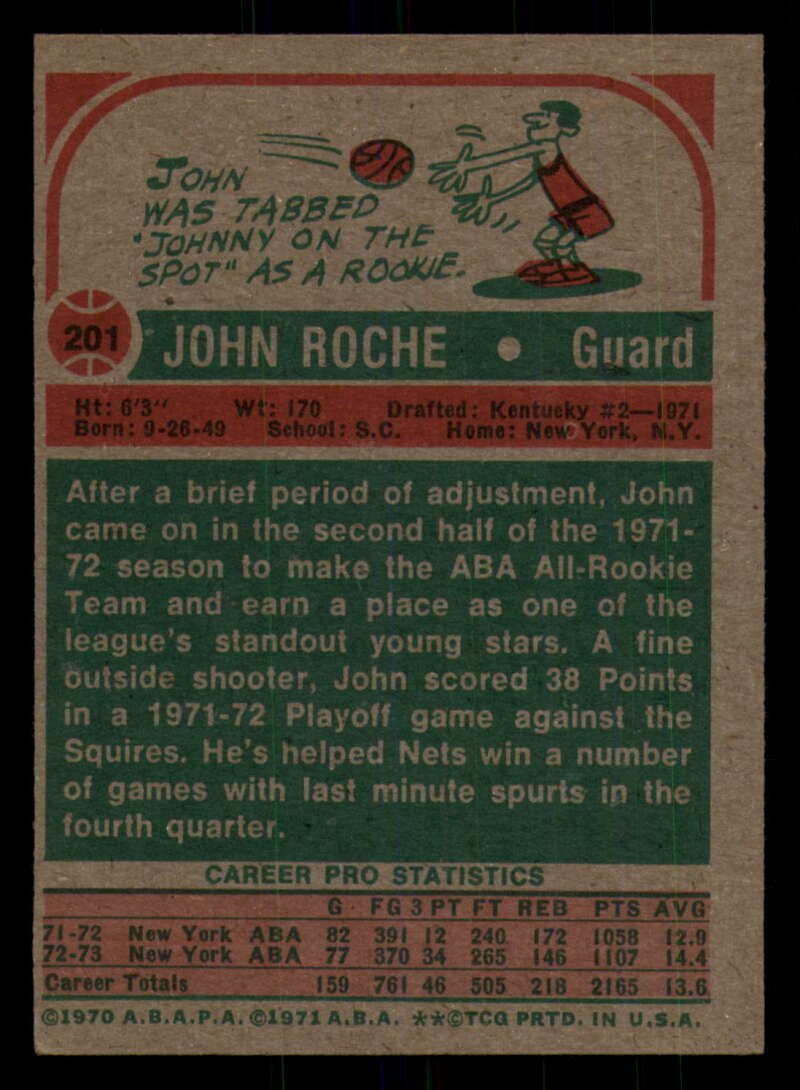 JOHN
WAS TABBED
"JOHNNY ON THE
SPOT" AS A ROOKIE.
201 JOHN ROCHE • Guard
Ht: 6'3" Wt: 170 Drafted: Kentucky #2—1971
Born: 9-26-49 School: S.C. Home: New York, N.Y.
After a brief period of adjustment, John
came on in the second half of the 1971-
72 season to make the ABA All-Rookie
Team and earn a place as one of the
league's standout young stars. A fine
outside shooter, John scored 38 Points
in a 1971-72 Playoff game against the
Squires. He's helped Nets win a number
of games with last minute spurts in the
fourth quarter.
CAREER PRO STATISTICS
G FG 3 PT FT REB PTS AVG
71-72 New York ABA 82 391 12 240 172 1058 12.9
72-73 New York ABA 77 370 34 265 146 1107 14.4
Career Totals 159 761 46 505 218 2165 13.6
©1970 A.B.A.P.A. ©1971 A.B.A. **©TCG PRTD. IN U.S.A.